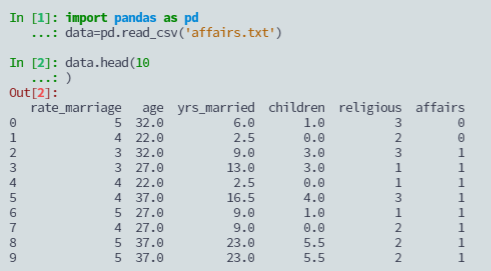 In [1]: import pandas as pd
   ...: data=pd.read_csv('affairs.txt')

In [2]: data.head(10
   ...: )
Out[2]:
   rate_marriage   age  yrs_married  children  religious  affairs
0              5  32.0          6.0       1.0          3        0
1              4  22.0          2.5       0.0          2        0
2              3  32.0          9.0       3.0          3        1
3              3  27.0         13.0       3.0          1        1
4              4  22.0          2.5       0.0          1        1
5              4  37.0         16.5       4.0          3        1
6              5  27.0          9.0       1.0          1        1
7              4  27.0          9.0       0.0          2        1
8              5  37.0         23.0       5.5          2        1
9              5  37.0         23.0       5.5          2        1